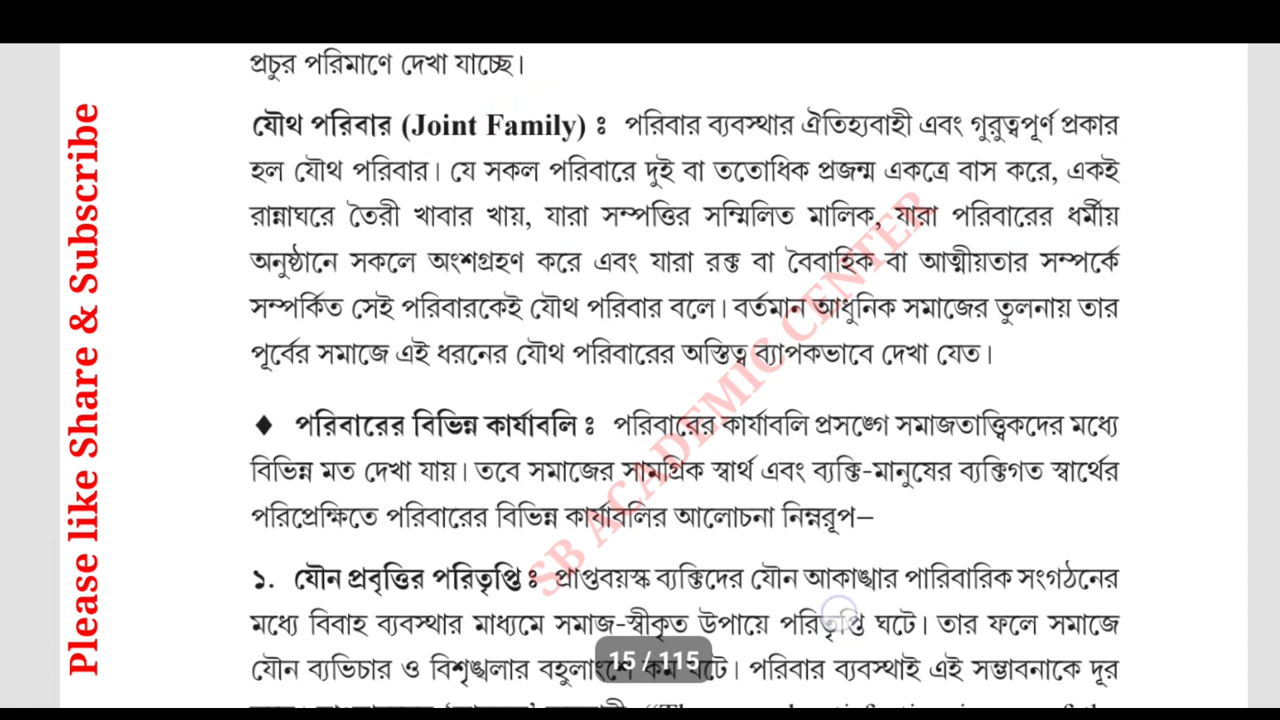 প্রচুর পরিমাণে দেখা যাচ্ছে।
যৌথ পরিবার (Joint Family) ঃ পরিবার ব্যবস্থার ঐতিহ্যবাহী এবং গুরুত্বপূর্ণ প্রকার
হল যৌথ পরিবার। যে সকল পরিবারে দুই বা ততোধিক প্রজন্ম একত্রে বাস করে, একই
রান্নাঘরে তৈরী খাবার খায়, যারা সম্পত্তির সম্মিলিত মালিক, যারা পরিবারের ধর্মীয়
অনুষ্ঠানে সকলে অংশগ্রহণ করে এবং যারা রক্ত বা বৈবাহিক বা আত্মীয়তার সম্পর্কে
সম্পর্কিত সেই পরিবারকেই যৌথ পরিবার বলে। বর্তমান আধুনিক সমাজের তুলনায় তার
পূর্বের সমাজে এই ধরনের যৌথ পরিবারের অস্তিত্ব ব্যাপকভাবে দেখা যেত।
♦ পরিবারের বিভিন্ন কার্যাবলি ঃ পরিবারের কার্যাবলি প্রসঙ্গে সমাজতাত্ত্বিকদের মধ্যে
বিভিন্ন মত দেখা যায়। তবে সমাজের সামগ্রিক স্বার্থ এবং ব্যক্তি-মানুষের ব্যক্তিগত স্বার্থের
পরিপ্রেক্ষিতে পরিবারের বিভিন্ন কার্যাবলির আলোচনা নিম্নরূপ–
১. যৌন প্রবৃত্তির পরিতৃপ্তি ঃ প্রাপ্তবয়স্ক ব্যক্তিদের যৌন আকাঙ্খার পারিবারিক সংগঠনের
মধ্যে বিবাহ ব্যবস্থার মাধ্যমে সমাজ-স্বীকৃত উপায়ে পরিতৃপ্তি ঘটে। তার ফলে সমাজে
যৌন ব্যভিচার ও বিশৃঙ্খলার বহুলাংশে কম ঘটে। পরিবার ব্যবস্থাই এই সম্ভাবনাকে দূর
Please like Share & Subscribe
SB ACADEMIC CENTER
15 / 115